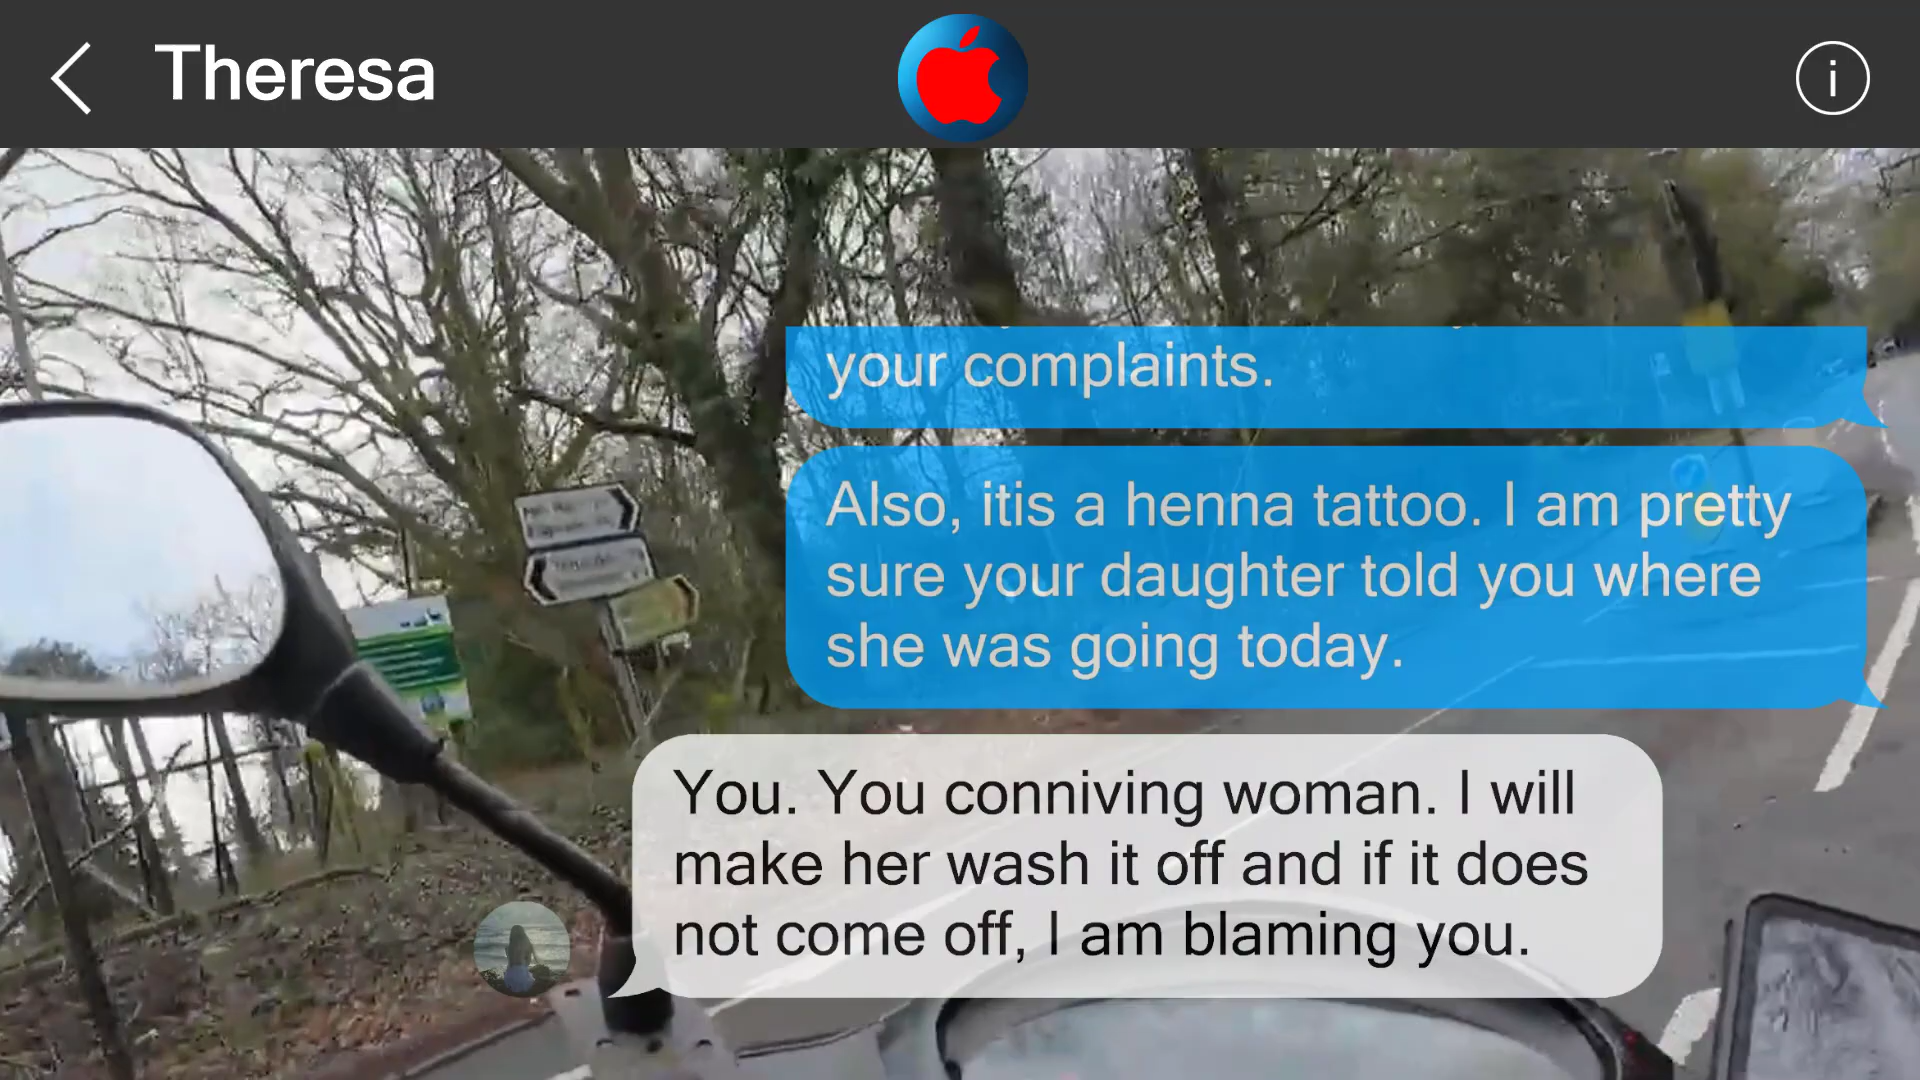 Theresa
i
your complaints.
Also, itis a henna tattoo. I am pretty
sure your daughter told you where
she was going today.
You. You conniving woman. I will
make her wash it off and if it does
not come off, I am blaming you.